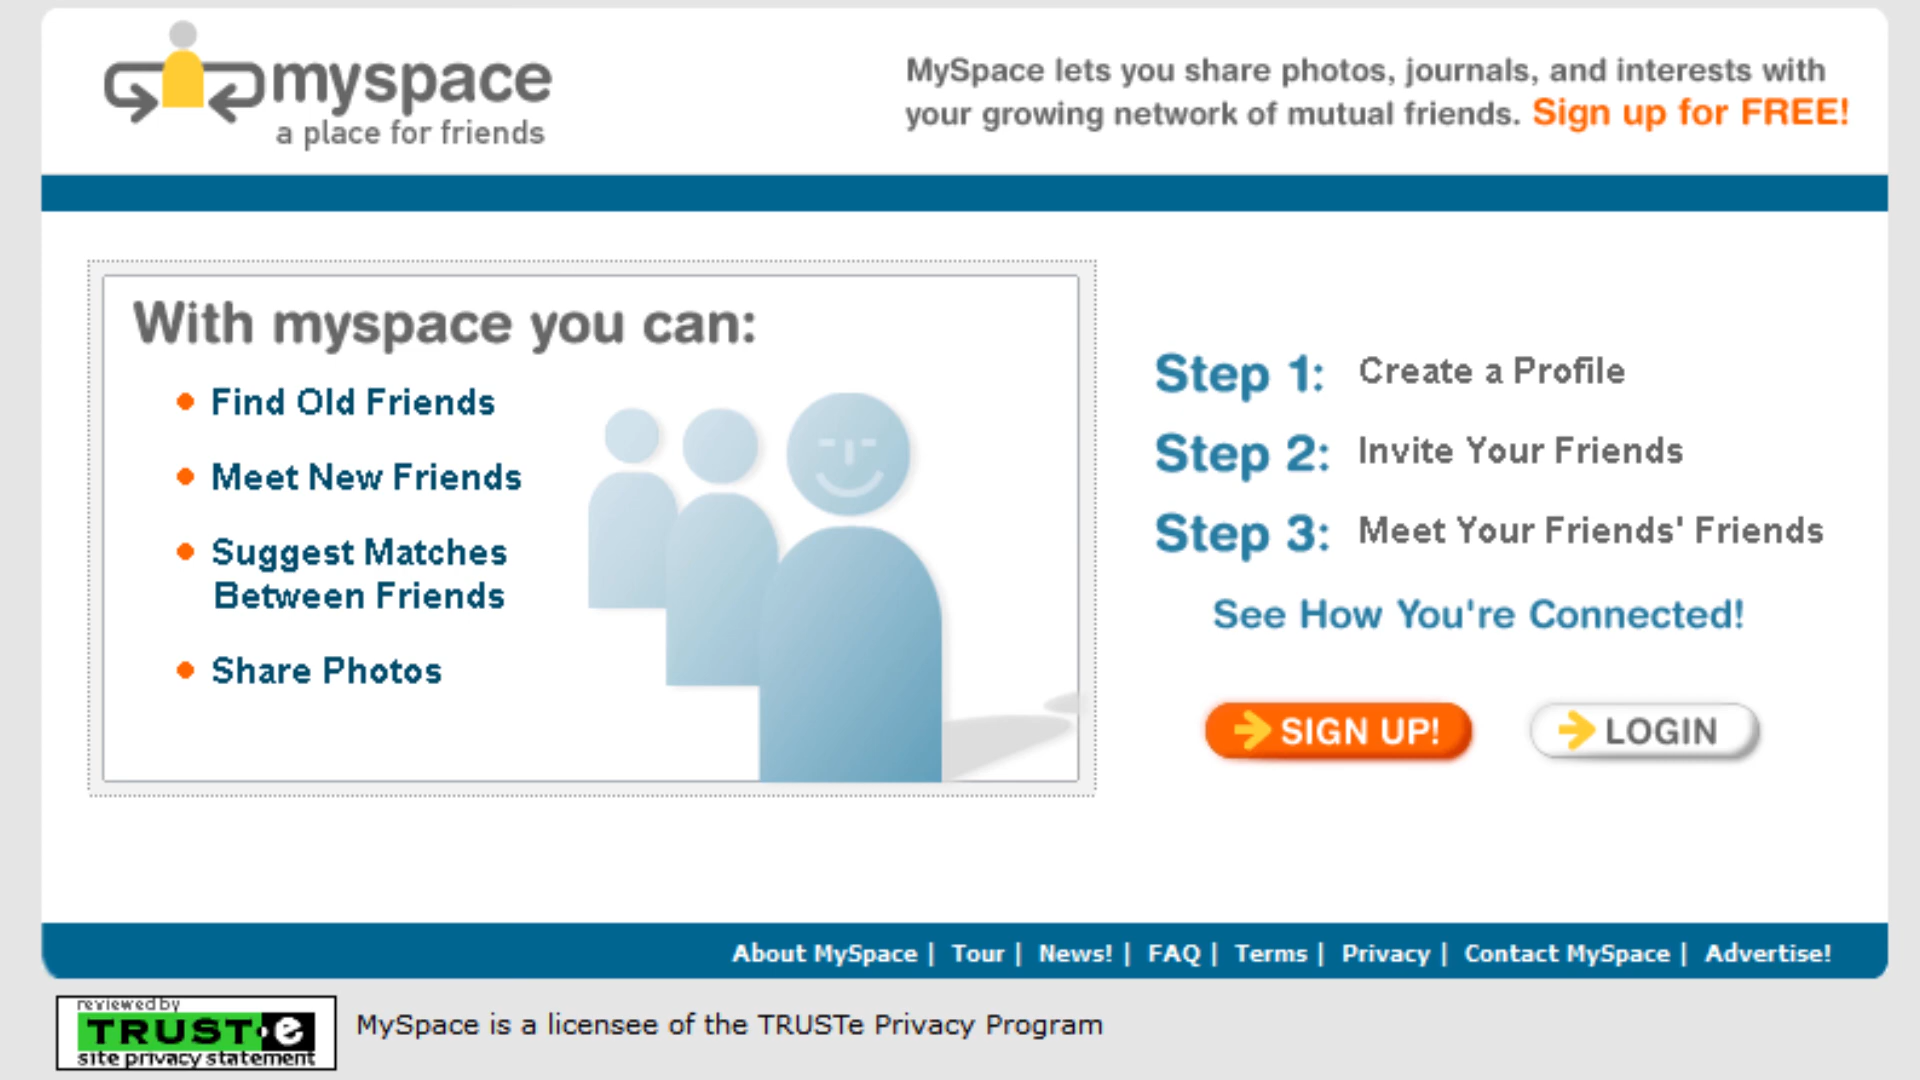 myspace
a place for friends
MySpace lets you share photos, journals, and interests with
your growing network of mutual friends. Sign up for FREE!
With myspace you can:
Find Old Friends
Meet New Friends
Suggest Matches
Between Friends
Share Photos
Step 1: Create a Profile
Step 2: Invite Your Friends
Step 3: Meet Your Friends' Friends
See How You're Connected!
SIGN UP!
LOGIN
About MySpace | Tour | News! | FAQ | Terms | Privacy | Contact MySpace | Advertise!
reviewed by
TRUST·e
site privacy statement
MySpace is a licensee of the TRUSTe Privacy Program